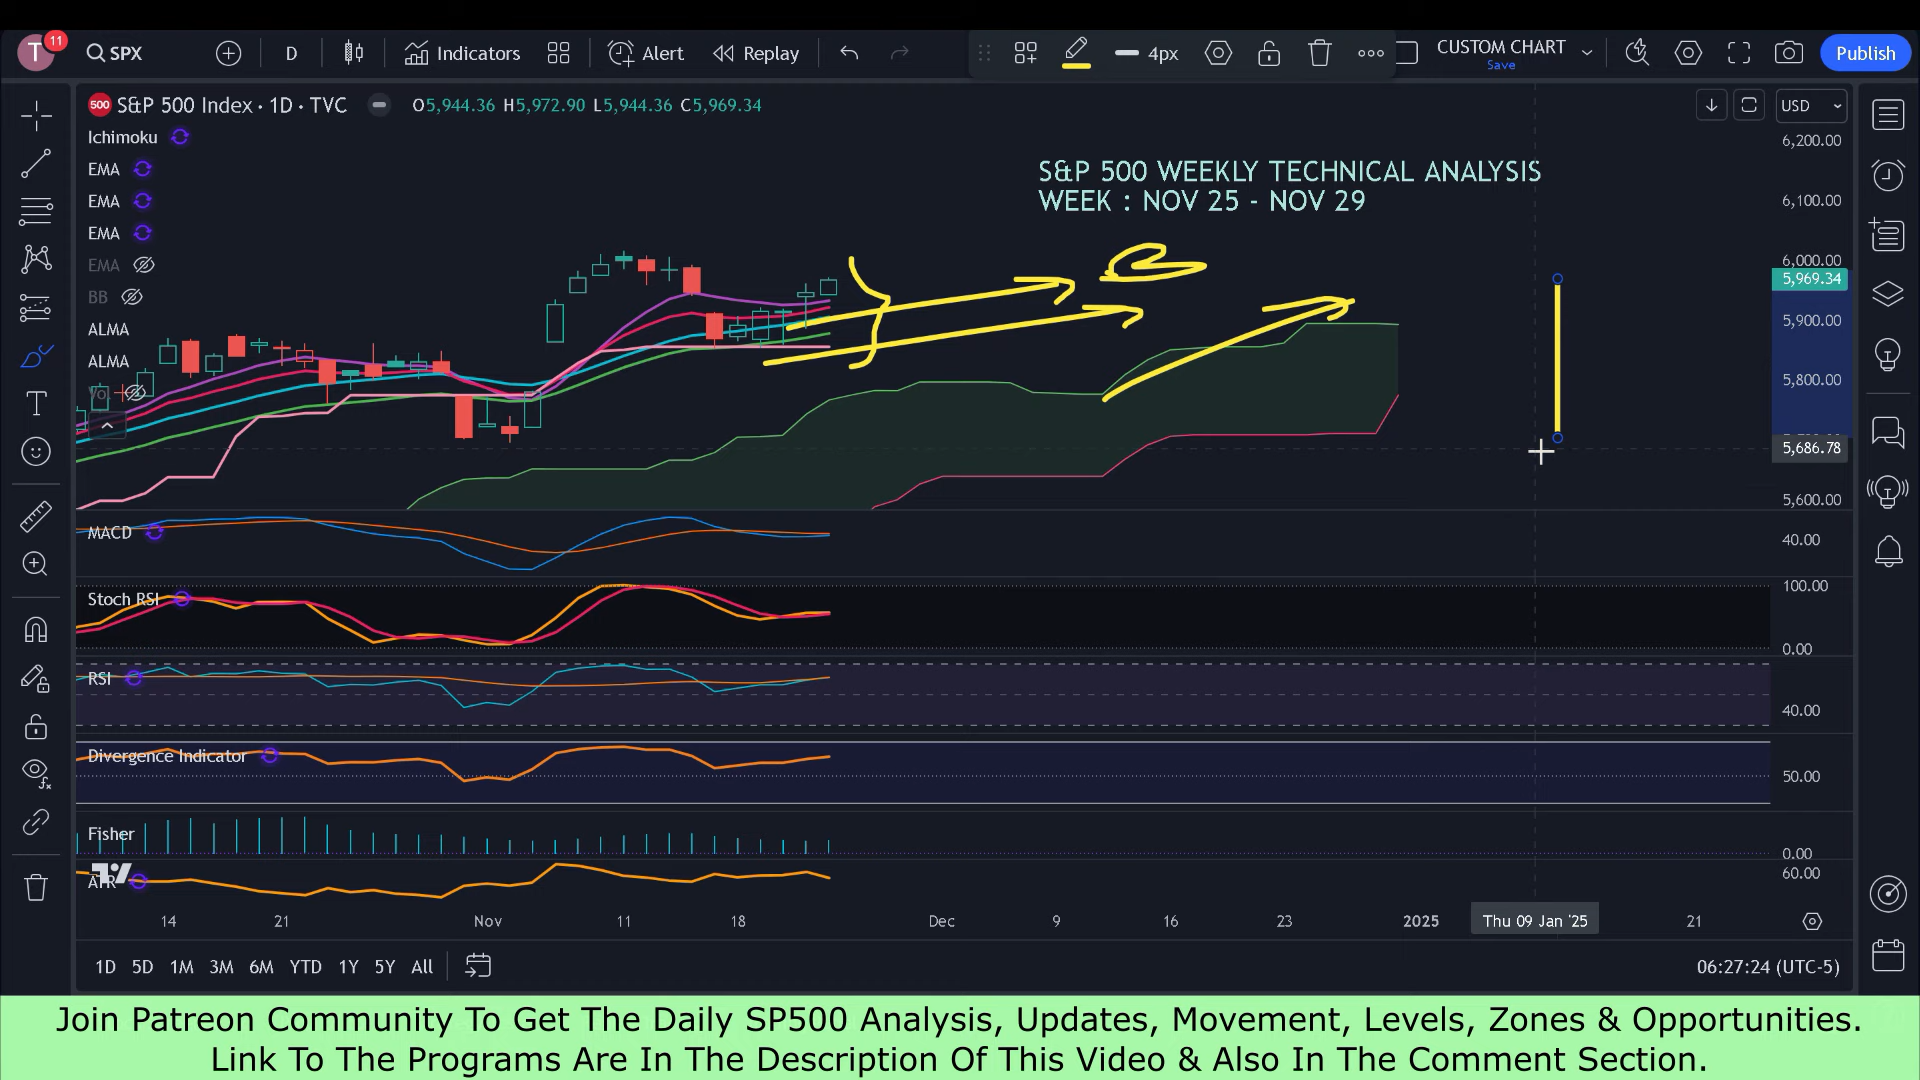 T 11 SPX D Indicators Alert Replay 4px CUSTOM CHART Save Publish
500 S&P 500 Index · 1D · TVC O5,944.36 H5,972.90 L5,944.36 C5,969.34 USD
Ichimoku
EMA
EMA
EMA
EMA
BB
ALMA
ALMA
Vol
S&P 500 WEEKLY TECHNICAL ANALYSIS
WEEK : NOV 25 - NOV 29
6,200.00
6,100.00
6,000.00
5,969.34
5,900.00
5,800.00
5,686.78
5,600.00
MACD 40.00
Stoch RSI 100.00
0.00
RSI 40.00
Divergence Indicator 50.00
Fisher 0.00
ATR 60.00
14 21 Nov 11 18 Dec 9 16 23 2025 Thu 09 Jan '25 21
1D 5D 1M 3M 6M YTD 1Y 5Y All 06:27:24 (UTC-5)
Join Patreon Community To Get The Daily SP500 Analysis, Updates, Movement, Levels, Zones & Opportunities.
Link To The Programs Are In The Description Of This Video & Also In The Comment Section.